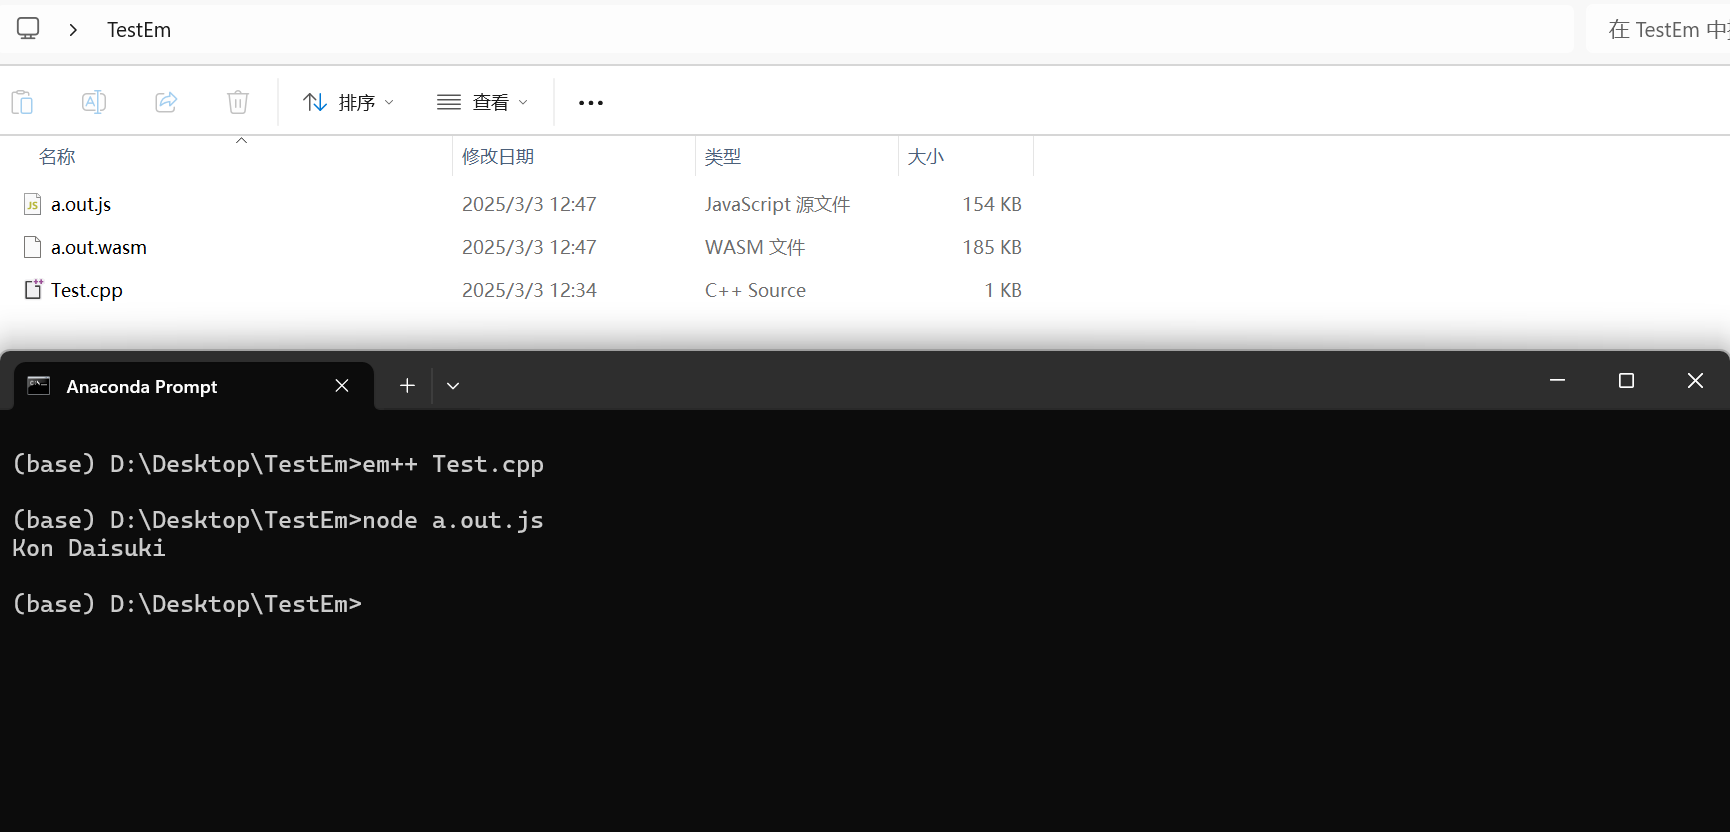 TestEm
在 TestEm 中
排序
查看
名称 修改日期 类型 大小
a.out.js 2025/3/3 12:47 JavaScript 源文件 154 KB
a.out.wasm 2025/3/3 12:47 WASM 文件 185 KB
Test.cpp 2025/3/3 12:34 C++ Source 1 KB
Anaconda Prompt
(base) D:\Desktop\TestEm>em++ Test.cpp
(base) D:\Desktop\TestEm>node a.out.js
Kon Daisuki
(base) D:\Desktop\TestEm>